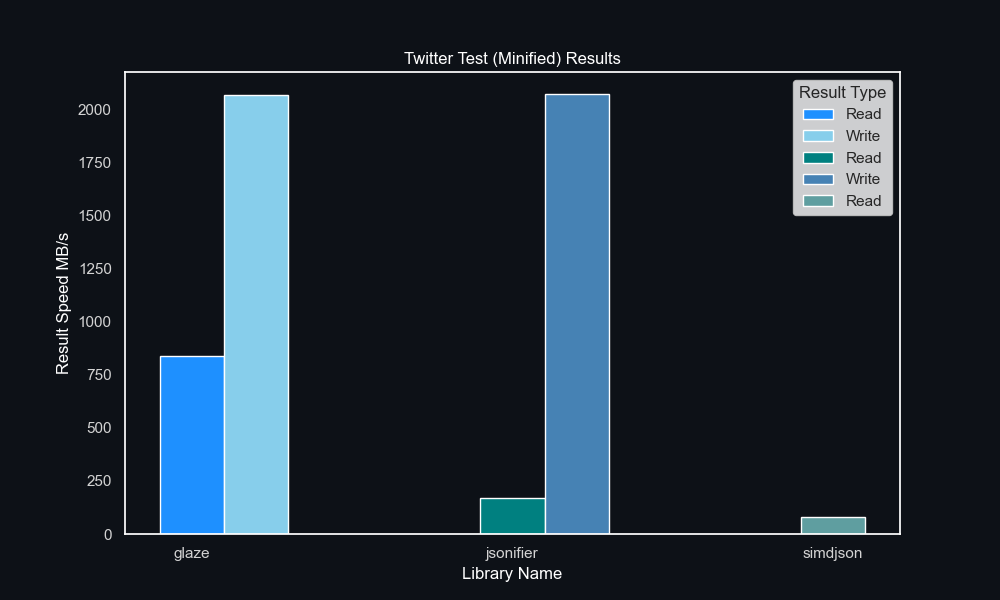 Twitter Test (Minified) Results
Result Type
Read
Write
Read
Write
Read
Result Speed MB/s
2000
1750
1500
1250
1000
750
500
250
0
glaze
jsonifier
simdjson
Library Name